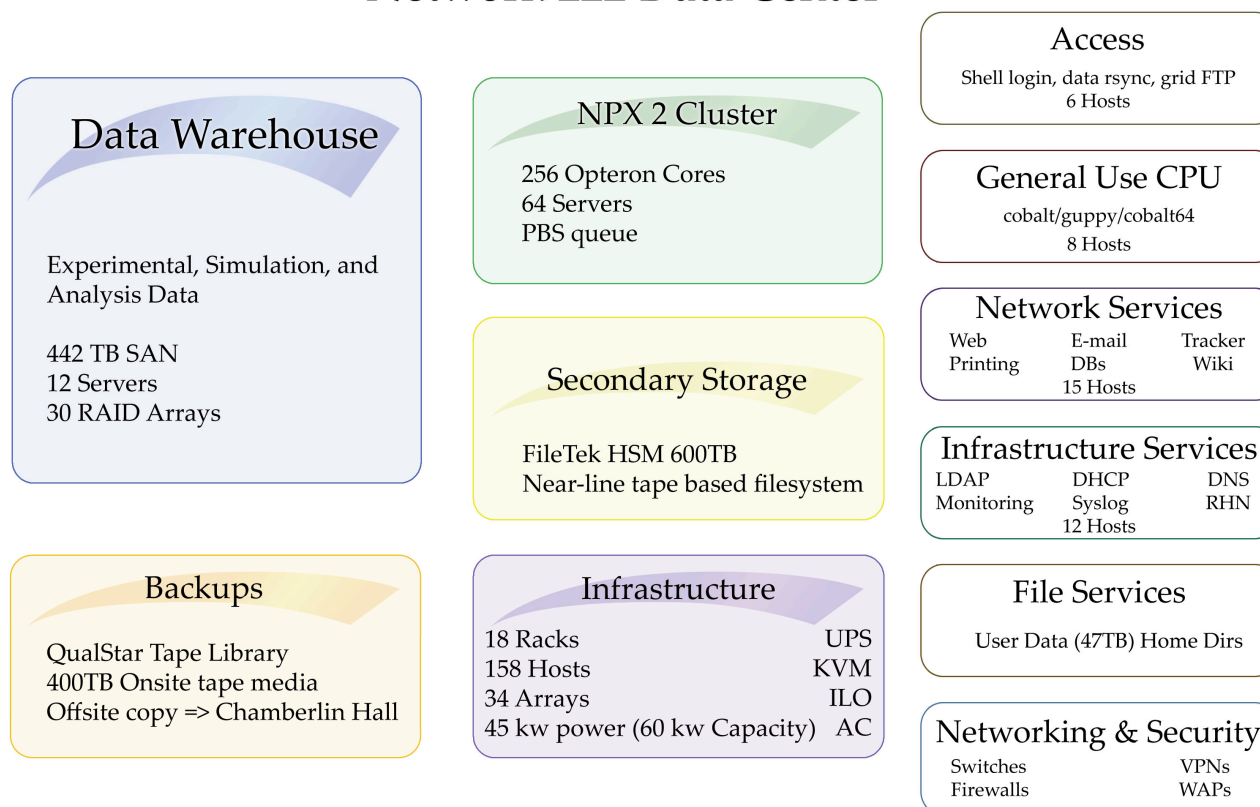 Data Warehouse
Experimental, Simulation, and
Analysis Data
442 TB SAN
12 Servers
30 RAID Arrays
Backups
QualStar Tape Library
400TB Onsite tape media
Offsite copy => Chamberlin Hall
NPX 2 Cluster
256 Opteron Cores
64 Servers
PBS queue
Secondary Storage
FileTek HSM 600TB
Near-line tape based filesystem
Infrastructure
18 Racks UPS
158 Hosts KVM
34 Arrays ILO
45 kw power (60 kw Capacity) AC
Access
Shell login, data rsync, grid FTP
6 Hosts
General Use CPU
cobalt/guppy/cobalt64
8 Hosts
Network Services
Web E-mail Tracker
Printing DBs Wiki
15 Hosts
Infrastructure Services
LDAP DHCP DNS
Monitoring Syslog RHN
12 Hosts
File Services
User Data (47TB) Home Dirs
Networking & Security
Switches VPNs
Firewalls WAPs